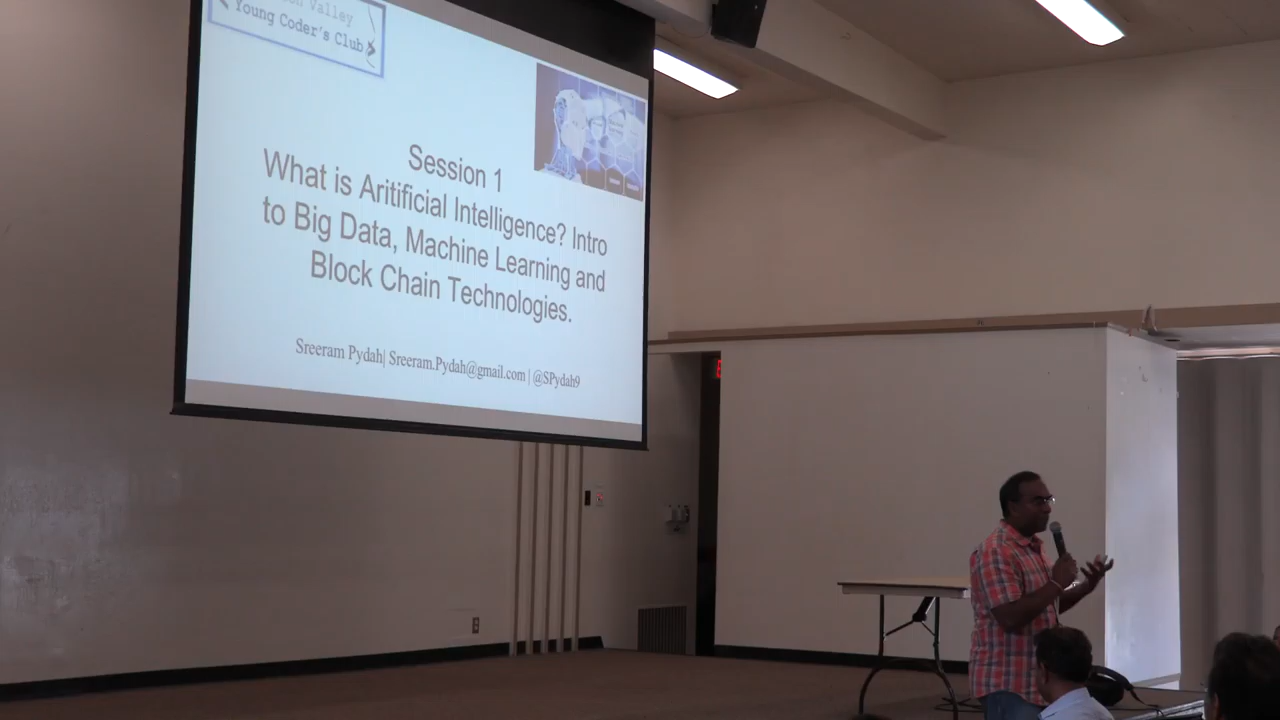 Valley
Young Coder's Club
Session 1
What is Aritificial Intelligence? Intro
to Big Data, Machine Learning and
Block Chain Technologies.
Sreeram Pydah| Sreeram.Pydah@gmail.com | @SPydah9